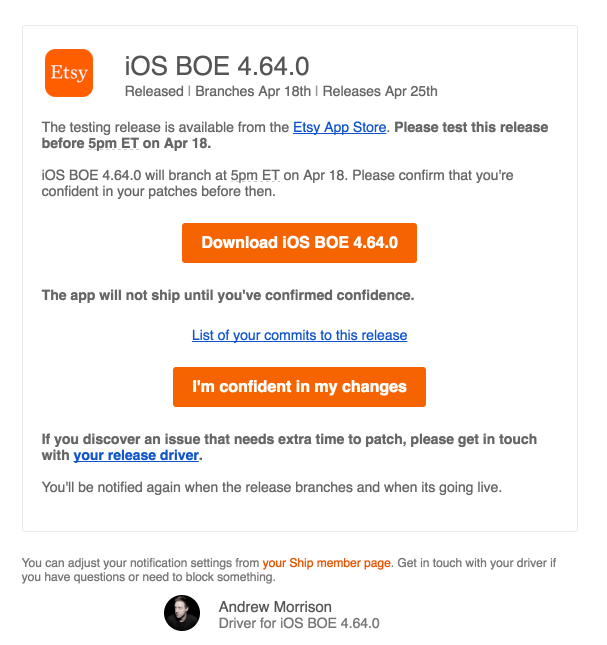 Etsy
iOS BOE 4.64.0
Released | Branches Apr 18th | Releases Apr 25th
The testing release is available from the Etsy App Store. Please test this release
before 5pm ET on Apr 18.
iOS BOE 4.64.0 will branch at 5pm ET on Apr 18. Please confirm that you're
confident in your patches before then.
Download iOS BOE 4.64.0
The app will not ship until you've confirmed confidence.
List of your commits to this release
I'm confident in my changes
If you discover an issue that needs extra time to patch, please get in touch
with your release driver.
You'll be notified again when the release branches and when its going live.
You can adjust your notification settings from your Ship member page. Get in touch with your driver if
you have questions or need to block something.
Andrew Morrison
Driver for iOS BOE 4.64.0